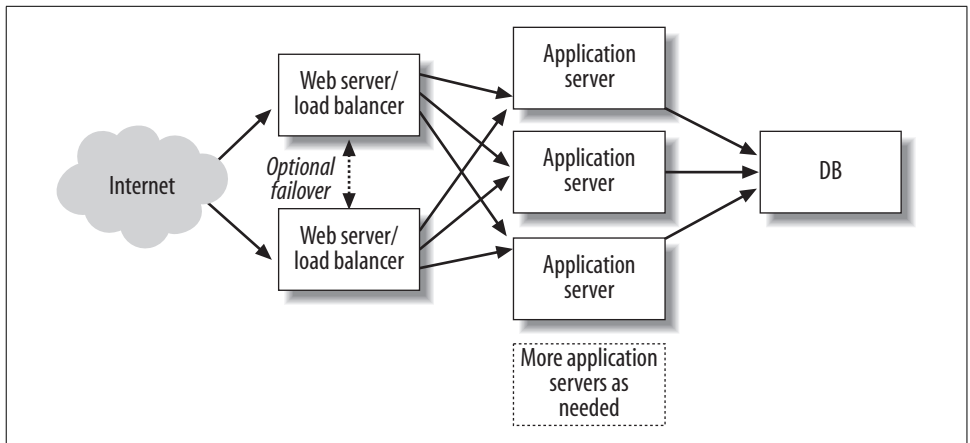 Internet
Web server/
load balancer
Optional
failover
Web server/
load balancer
Application
server
Application
server
Application
server
More application
servers as
needed
DB